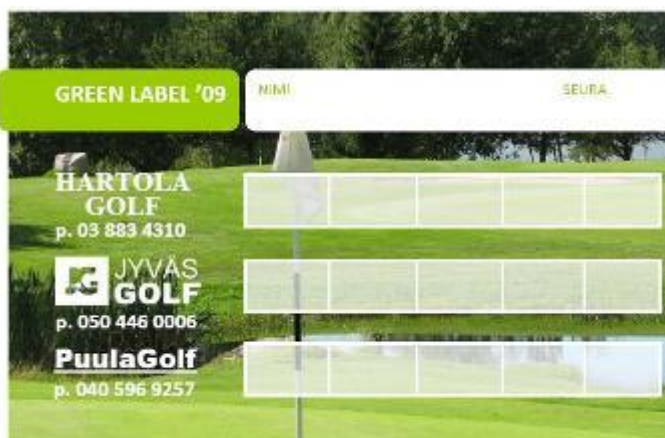 GREEN LABEL '09
NIMI SEURA
HARTOLA
GOLF
p. 03 883 4310
JYVÄS
GOLF
p. 050 446 0006
PuulaGolf
p. 040 596 9257